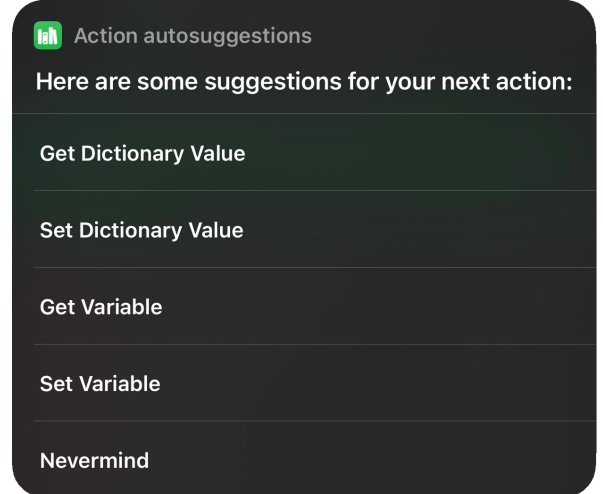 Action autosuggestions
Here are some suggestions for your next action:
Get Dictionary Value
Set Dictionary Value
Get Variable
Set Variable
Nevermind